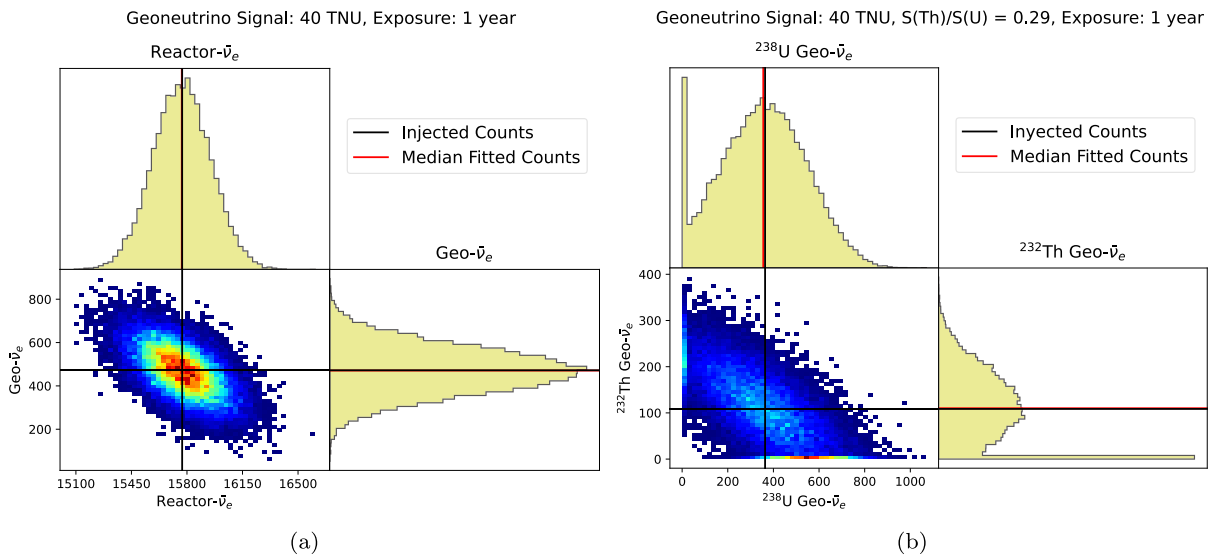 Geoneutrino Signal: 40 TNU, Exposure: 1 year
Reactor-ν̄ₑ
Injected Counts
Median Fitted Counts
Geo-ν̄ₑ
800
600
400
200
Geo-ν̄ₑ
15100 15450 15800 16150 16500
Reactor-ν̄ₑ
(a)
Geoneutrino Signal: 40 TNU, S(Th)/S(U) = 0.29, Exposure: 1 year
²³⁸U Geo-ν̄ₑ
Inyected Counts
Median Fitted Counts
²³²Th Geo-ν̄ₑ
400
300
200
100
0
²³²Th Geo-ν̄ₑ
0 200 400 600 800 1000
²³⁸U Geo-ν̄ₑ
(b)